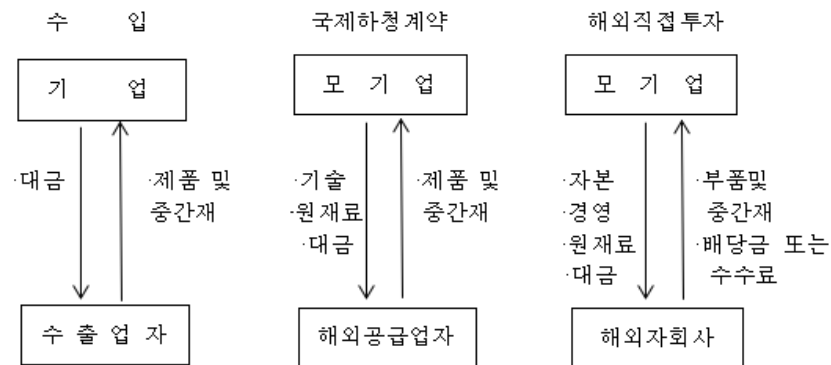 수 입
기 업
·대금
·제품 및
중간재
수 출 업 자
국제하청계약
모 기 업
·기술
·원재료
·대금
·제품 및
중간재
해외공급업자
해외직접투자
모 기 업
·자본
·경영
·원재료
·대금
·부품및
중간재
·배당금 또는
수수료
해외자회사